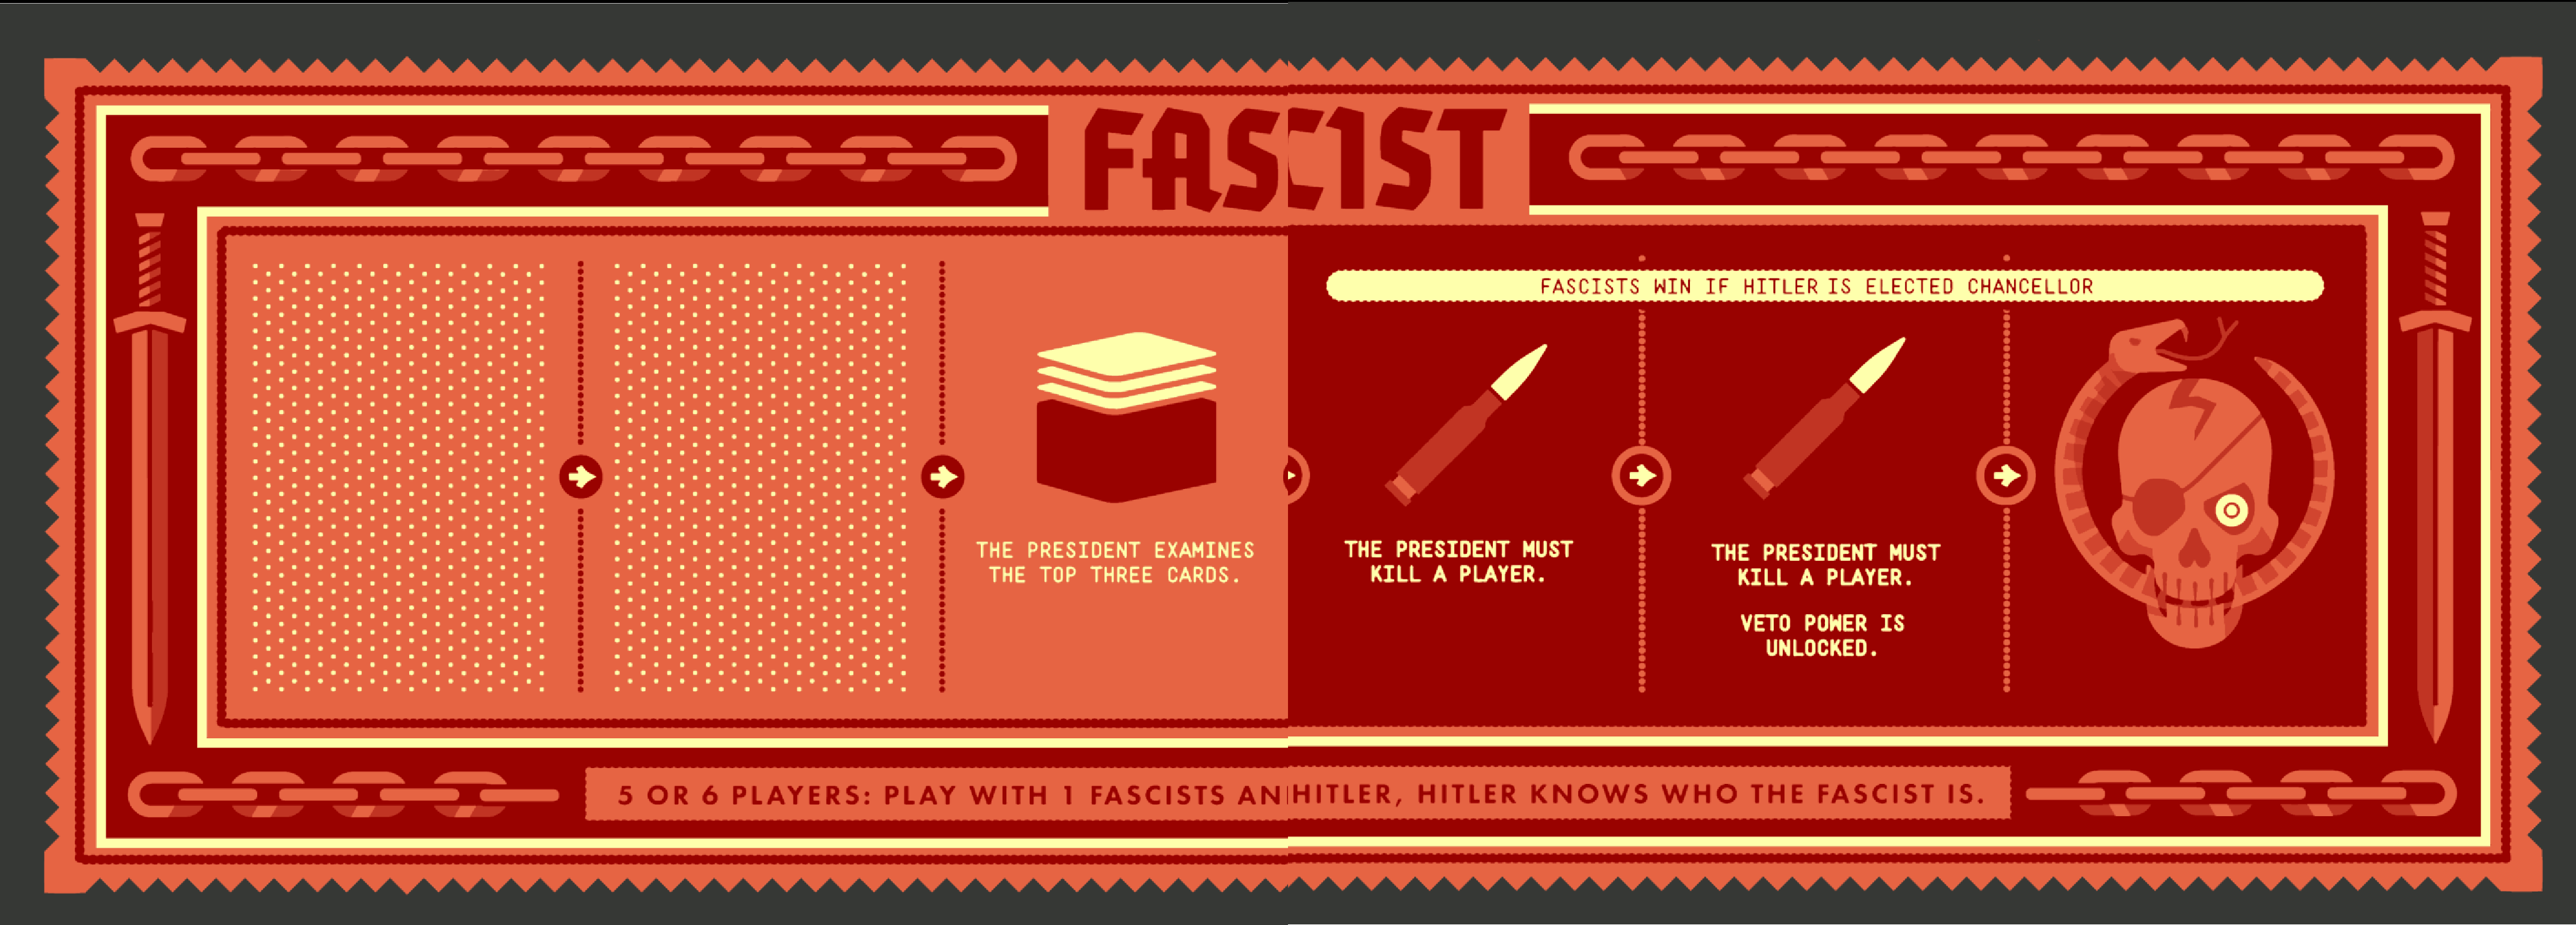 FASCIST
FASCISTS WIN IF HITLER IS ELECTED CHANCELLOR
THE PRESIDENT EXAMINES
THE TOP THREE CARDS.
THE PRESIDENT MUST
KILL A PLAYER.
THE PRESIDENT MUST
KILL A PLAYER.
VETO POWER IS
UNLOCKED.
5 OR 6 PLAYERS: PLAY WITH 1 FASCISTS AN HITLER, HITLER KNOWS WHO THE FASCIST IS.